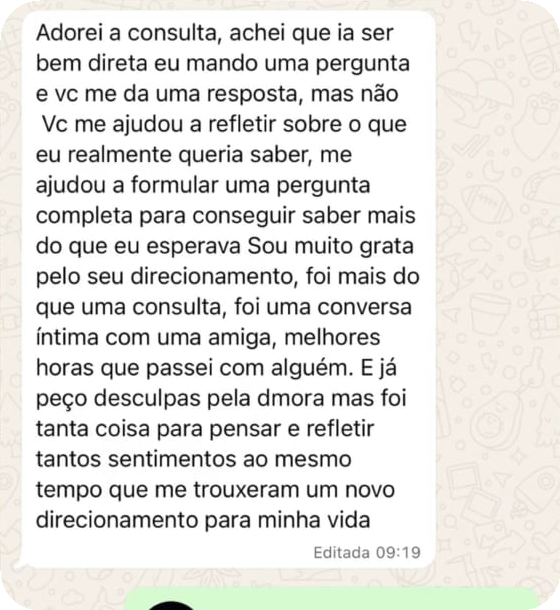 Adorei a consulta, achei que ia ser
bem direta eu mando uma pergunta
e vc me da uma resposta, mas não
Vc me ajudou a refletir sobre o que
eu realmente queria saber, me
ajudou a formular uma pergunta
completa para conseguir saber mais
do que eu esperava Sou muito grata
pelo seu direcionamento, foi mais do
que uma consulta, foi uma conversa
íntima com uma amiga, melhores
horas que passei com alguém. E já
peço desculpas pela dmora mas foi
tanta coisa para pensar e refletir
tantos sentimentos ao mesmo
tempo que me trouxeram um novo
direcionamento para minha vida
Editada 09:19